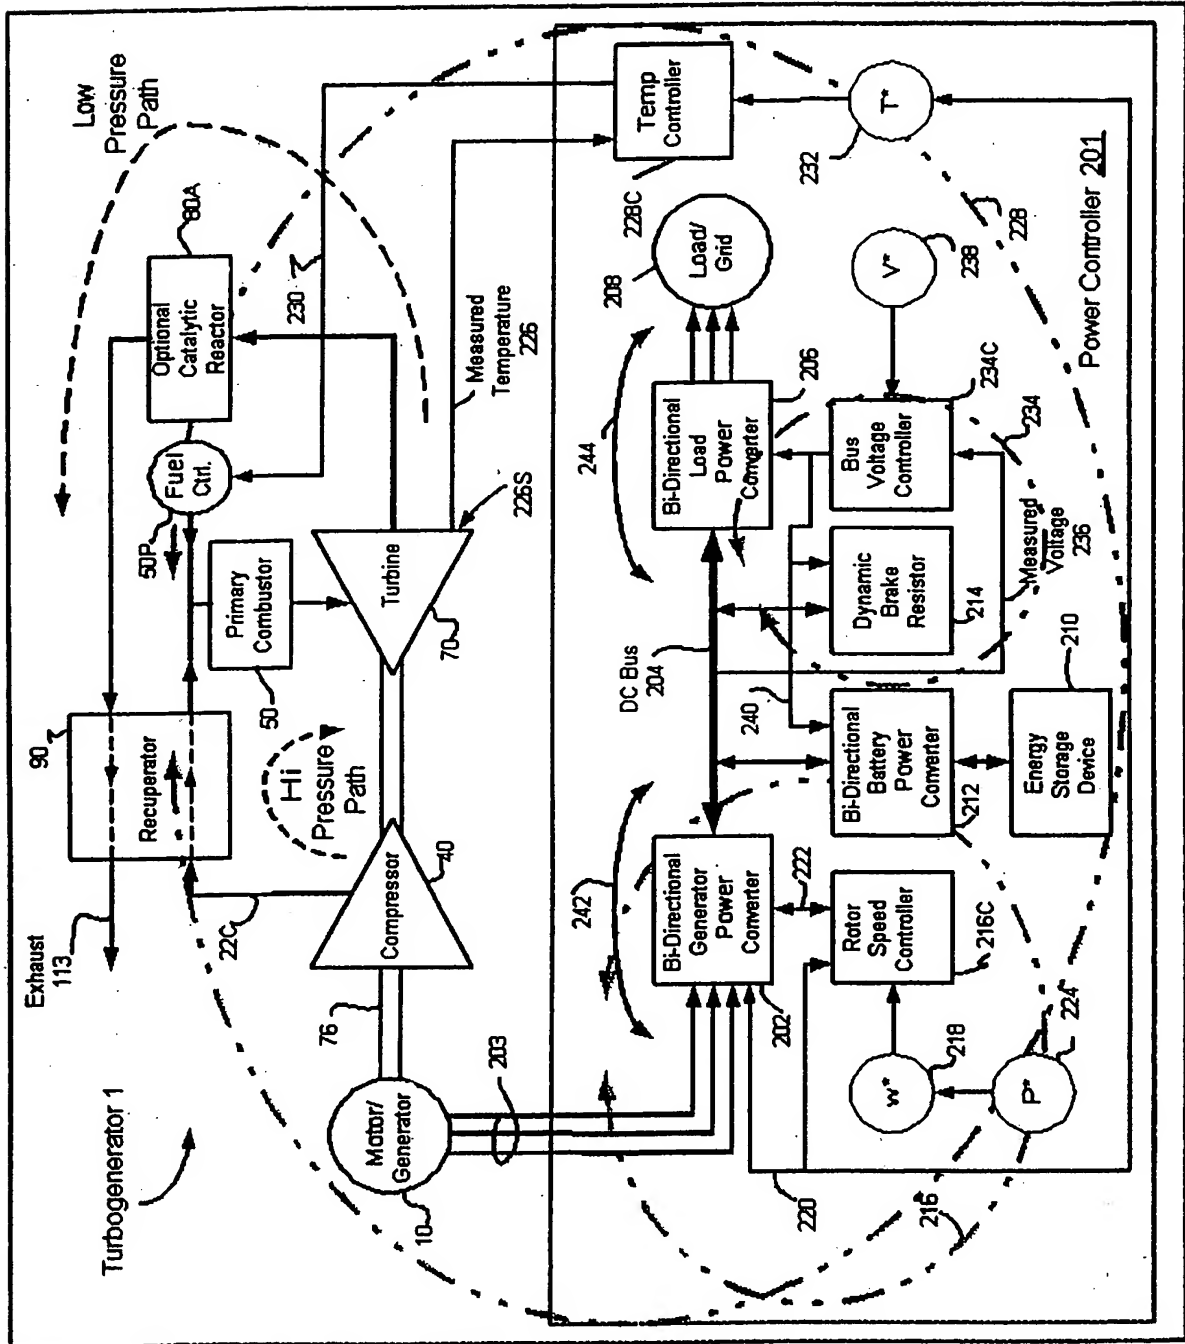 Turbogenerator 1
Exhaust
113
90
Recuperator
80A
Optional
Catalytic
Reactor
Low
Pressure
Path
50P
Fuel
Ctrl.
230
22C
Hi
Pressure
Path
50
Primary
Combustor
76
Compressor
40
Turbine
70
226S
Measured
Temperature
226
Motor/
Generator
10
203
Temp
Controller
228C
242
Bi-Directional
Generator
Power
Converter
202
DC Bus
204
244
Bi-Directional
Load
Power
Converter
206
208
Load/
Grid
222
Rotor
Speed
Controller
216C
240
Bi-Directional
Battery
Power
Converter
212
Dynamic
Brake
Resistor
214
Bus
Voltage
Controller
234C
V*
238
T*
232
220
w*
218
216
P*
224
Energy
Storage
Device
210
Measured
Voltage
236
234
228
Power Controller 201